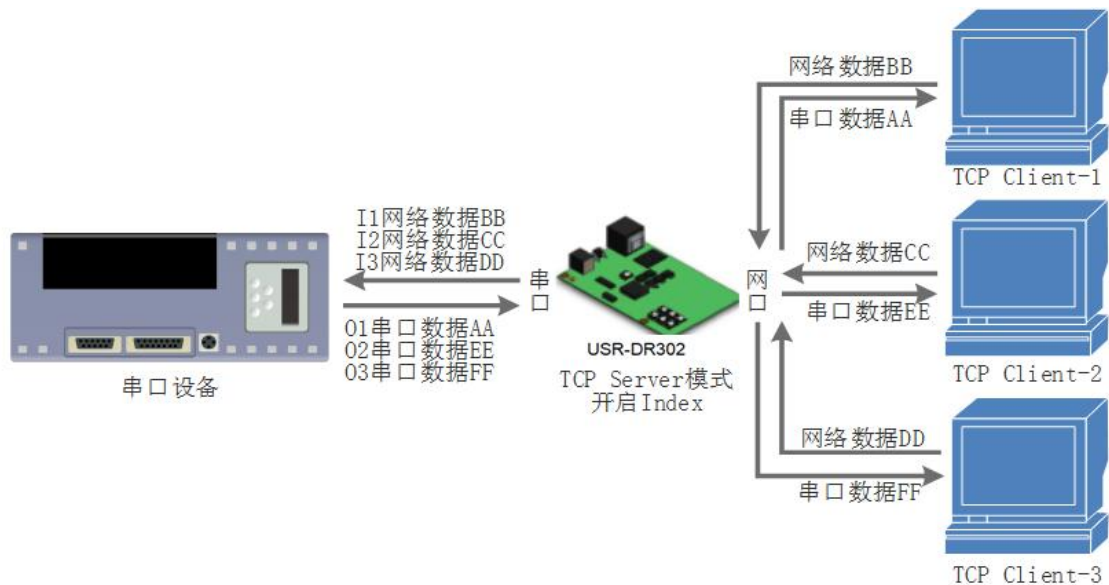 网络数据BB
串口数据AA
TCP Client-1
I1网络数据BB
I2网络数据CC
I3网络数据DD
串口
网口
网络数据CC
串口数据EE
O1串口数据AA
O2串口数据EE
O3串口数据FF
USR-DR302
TCP Server模式
开启Index
串口设备
TCP Client-2
网络数据DD
串口数据FF
TCP Client-3